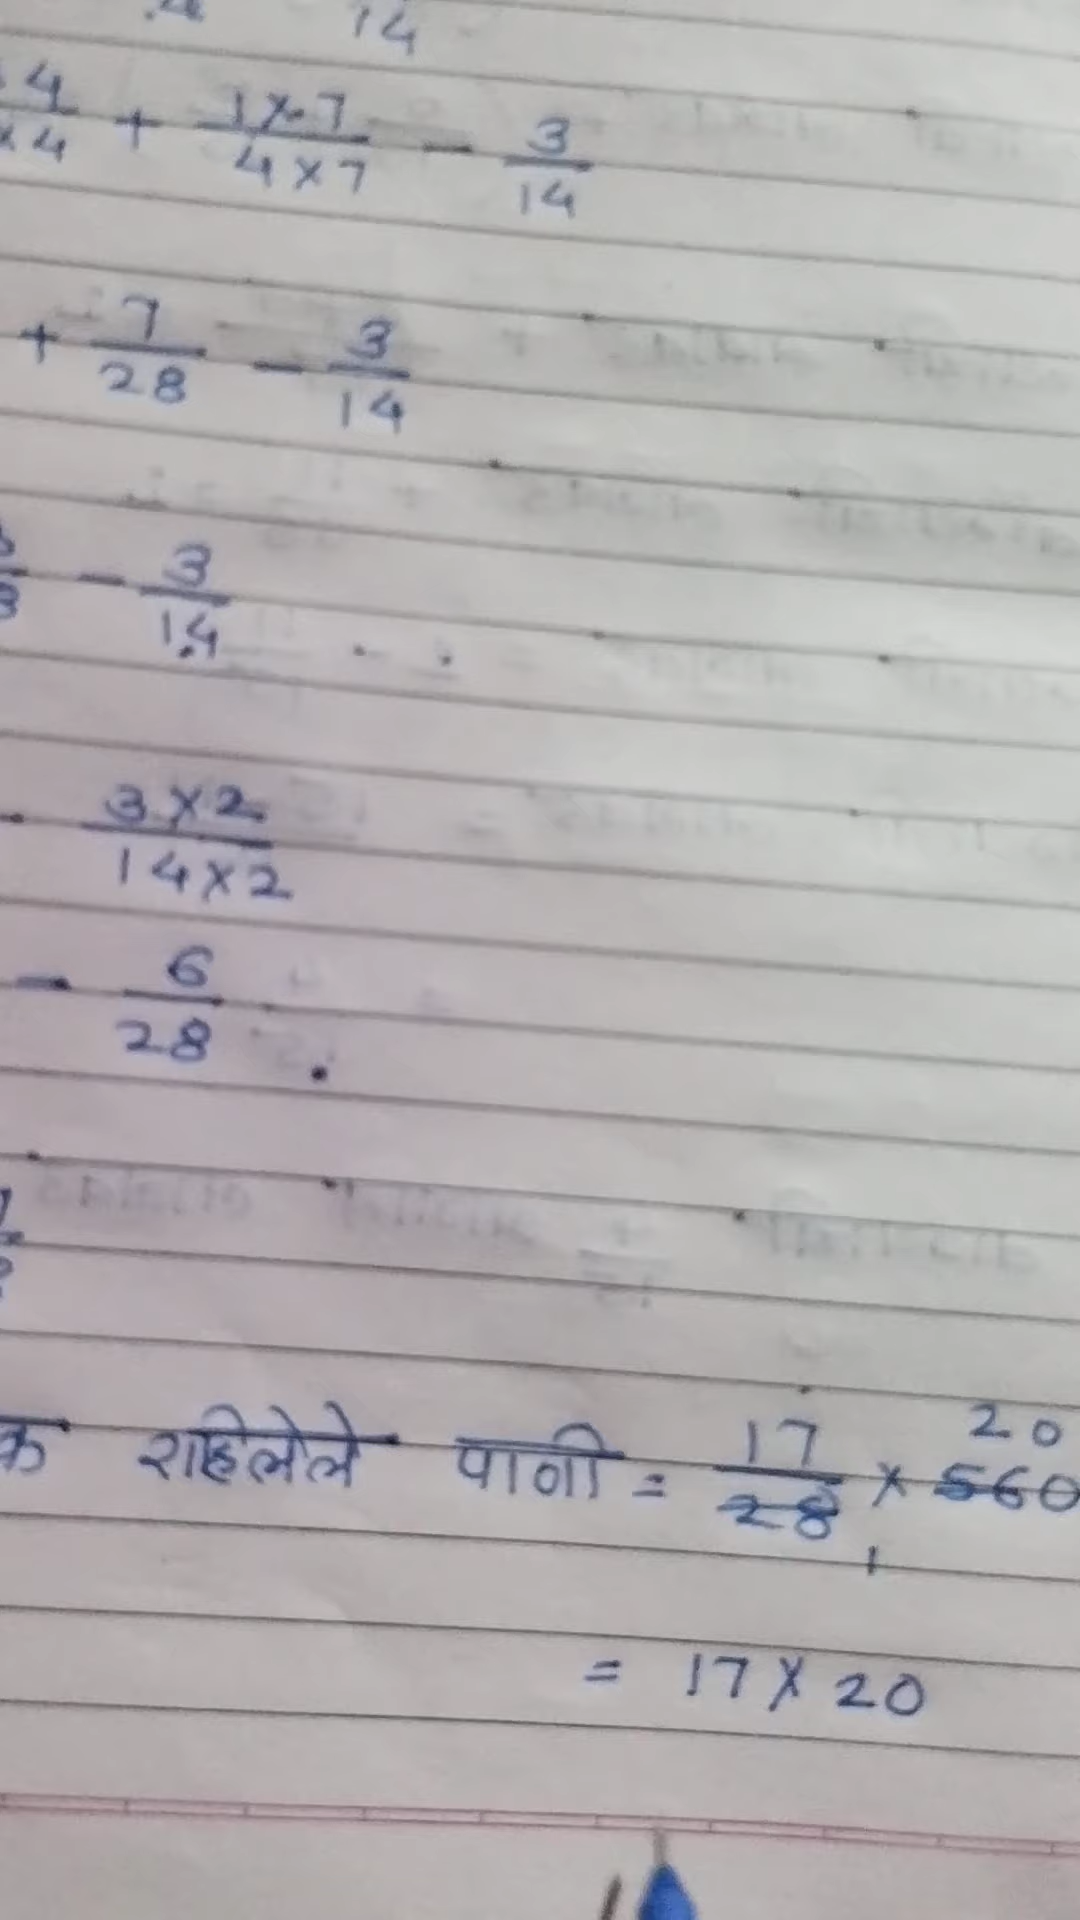 14
4/×4 + 1×7/4×7 - 3/14
+ 7/28 - 3/14
- 3/14
- 3×2/14×2
- 6/28
क राहिलेले पाणी = 17/28 × 560 20
1
= 17 × 20